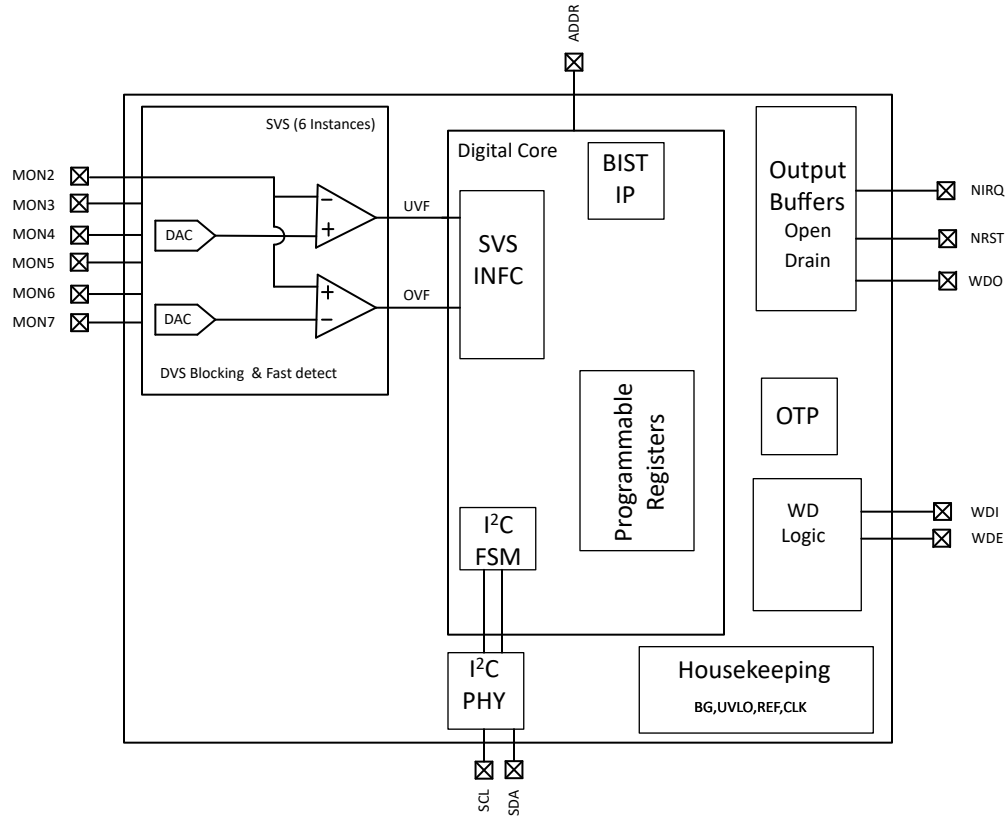 ADDR
SVS (6 Instances)
MON2
MON3
MON4
MON5
MON6
MON7
DAC
DAC
−
+
+
−
UVF
OVF
DVS Blocking & Fast detect
Digital Core
BIST
IP
SVS
INFC
Programmable
Registers
I²C
FSM
I²C
PHY
SCL
SDA
Output
Buffers
Open
Drain
NIRQ
NRST
WDO
OTP
WD
Logic
WDI
WDE
Housekeeping
BG,UVLO,REF,CLK